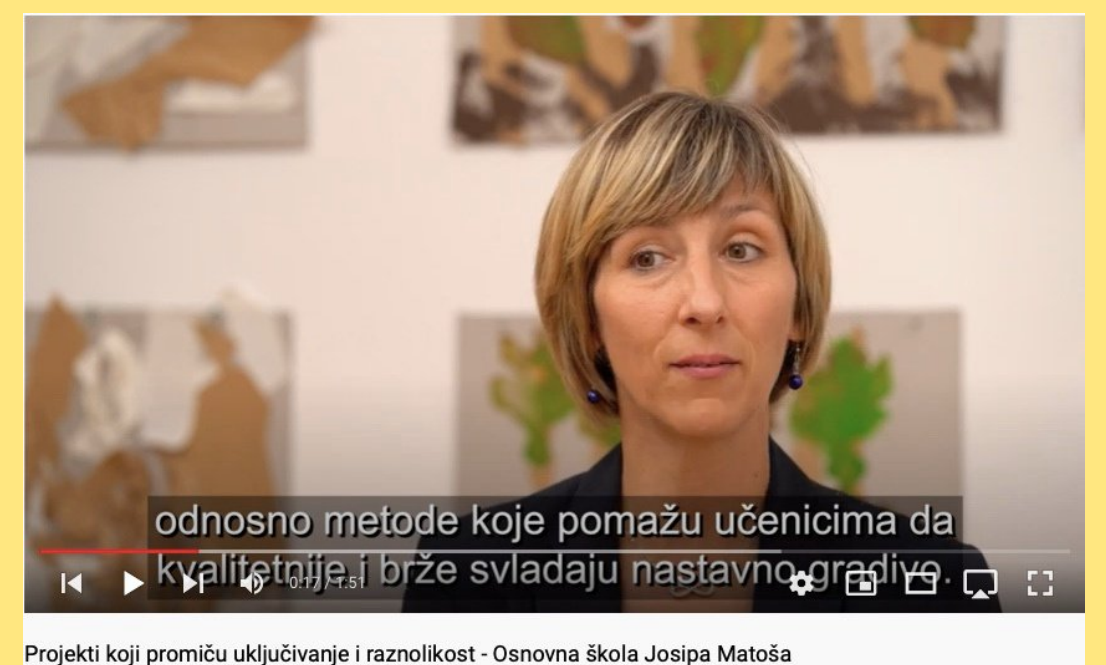 odnosno metode koje pomažu učenicima da
kvalitetnije i brže svladaju nastavno gradivo.
0:17 / 1:51
Projekti koji promiču uključivanje i raznolikost - Osnovna škola Josipa Matoša